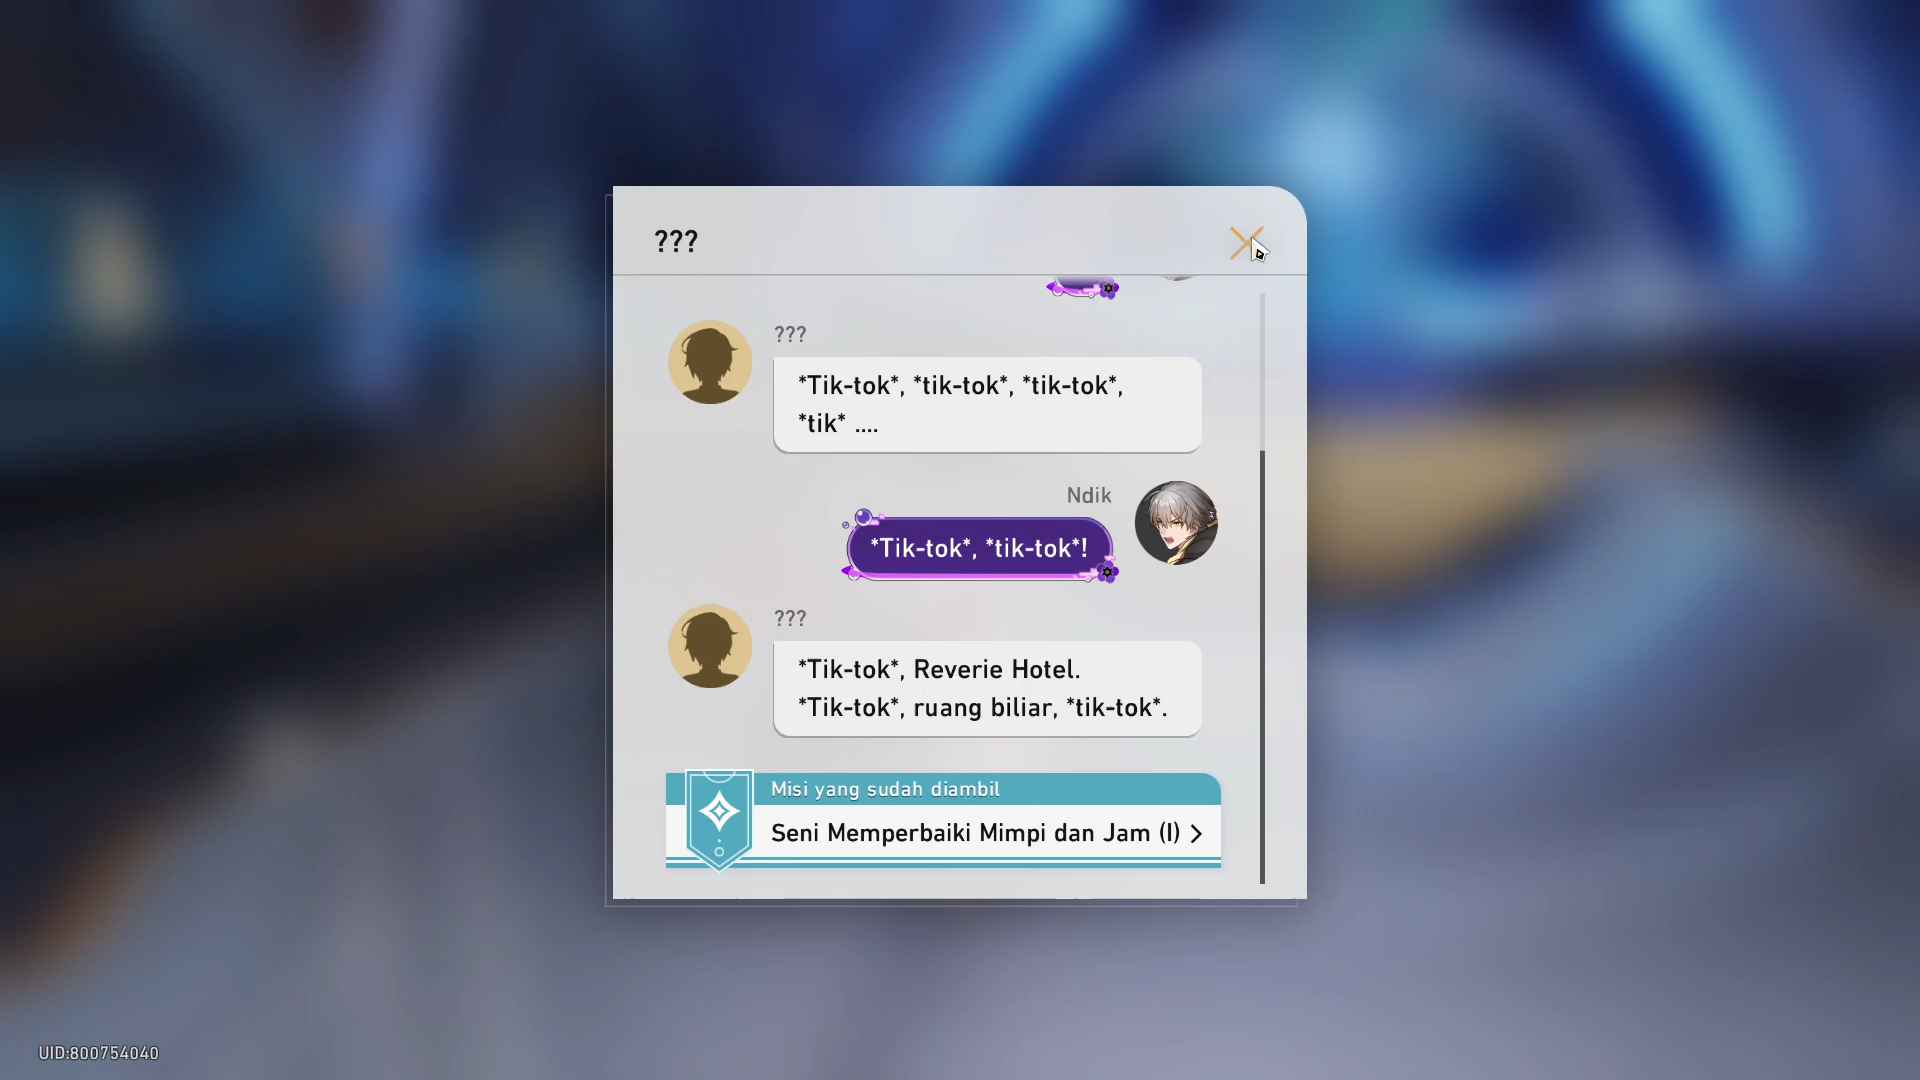 ???
???
*Tik-tok*, *tik-tok*, *tik-tok*,
*tik* ....
Ndik
*Tik-tok*, *tik-tok*!
???
*Tik-tok*, Reverie Hotel.
*Tik-tok*, ruang biliar, *tik-tok*.
Misi yang sudah diambil
Seni Memperbaiki Mimpi dan Jam (I)
UID:800754040